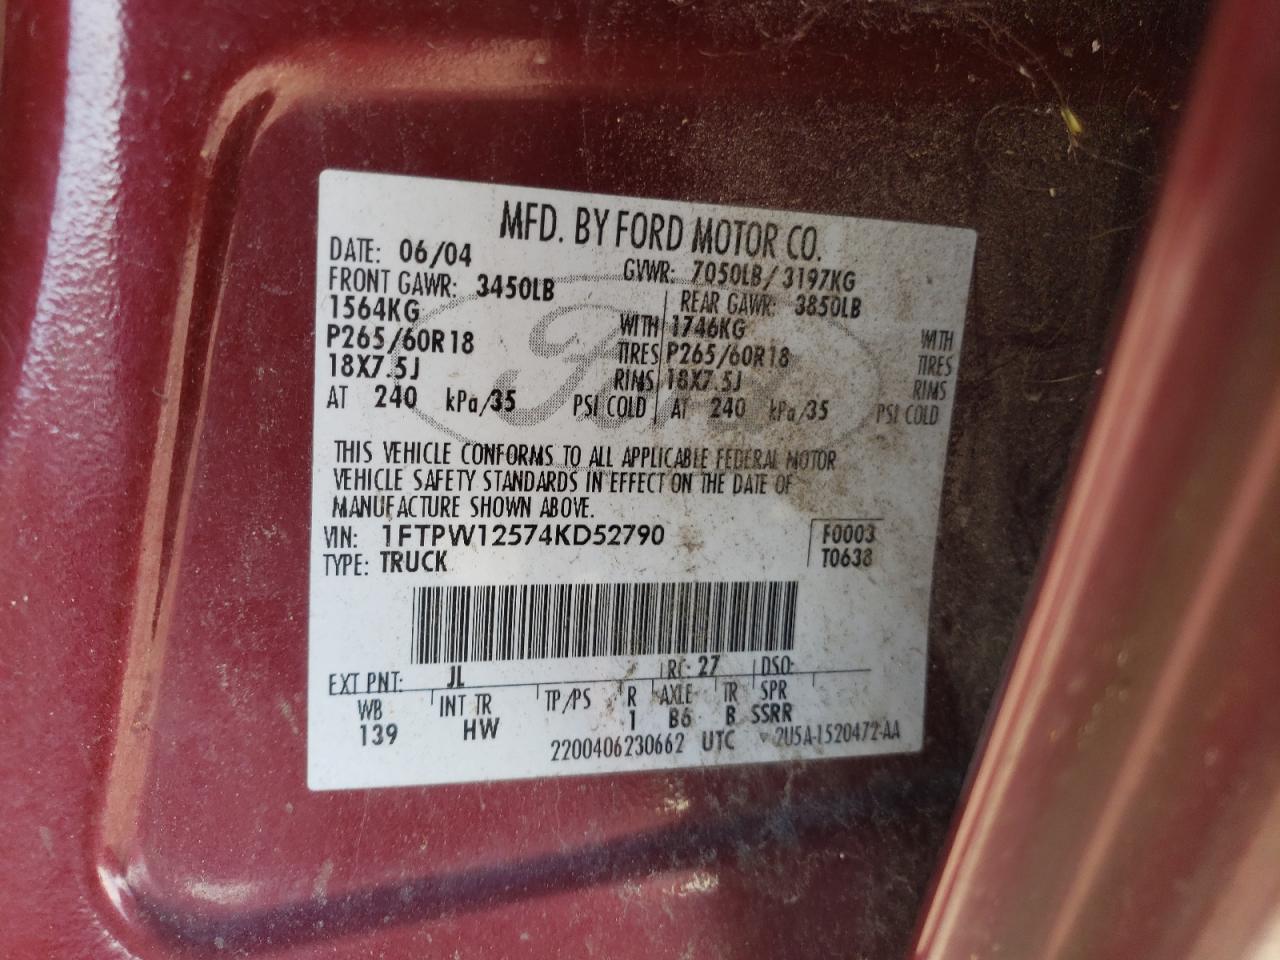 MFD. BY FORD MOTOR CO.
DATE: 06/04 GVWR: 7050LB/ 3197KG
FRONT GAWR: 3450LB REAR GAWR: 3850LB
1564KG WITH 1746KG WITH
P265/60R18 TIRES P265/60R18 TIRES
18X7.5J RIMS 18X7.5J RIMS
AT 240 kPa/35 PSI COLD AT 240 kPa/35 PSI COLD
Ford
THIS VEHICLE CONFORMS TO ALL APPLICABLE FEDERAL MOTOR
VEHICLE SAFETY STANDARDS IN EFFECT ON THE DATE OF
MANUFACTURE SHOWN ABOVE.
VIN: 1FTPW12574KD52790 F0003
TYPE: TRUCK T0638
EXT PNT: JL RC: 27 DSO:
WB INT TR TP/PS R AXLE TR SPR
139 HW 1 B6 B SSRR
2200406230662 UTC 2U5A-1520472-AA